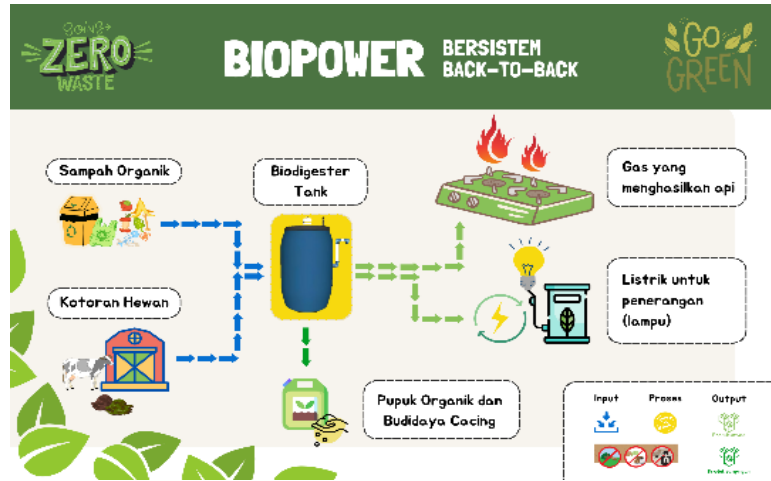 GOING
ZERO
WASTE
BIOPOWER
BERSISTEM
BACK-TO-BACK
GO
GREEN
Sampah Organik
Biodigester
Tank
Gas yang
menghasilkan api
Kotoran Hewan
Listrik untuk
penerangan
(lampu)
Pupuk Organik dan
Budidaya Cacing
Input
Proses
Output